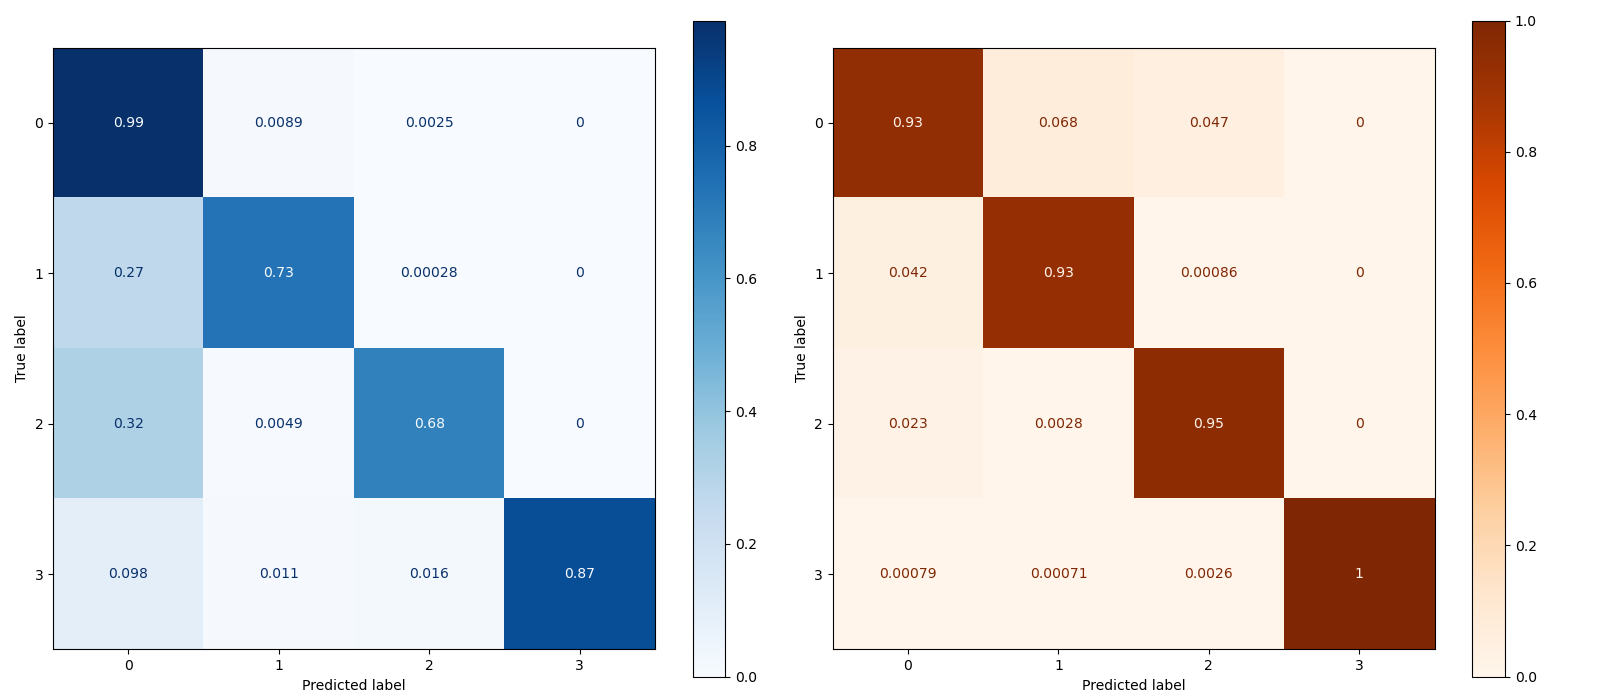 1.0
0 0.99 0.0089 0.0025 0
0 0.93 0.068 0.047 0
0.8
0.8
1 0.27 0.73 0.00028 0
1 0.042 0.93 0.00086 0
0.6
0.6
True label
True label
0.4
0.4
2 0.32 0.0049 0.68 0
2 0.023 0.0028 0.95 0
0.2
0.2
3 0.098 0.011 0.016 0.87
3 0.00079 0.00071 0.0026 1
0.0
0.0
0 1 2 3
0 1 2 3
Predicted label
Predicted label